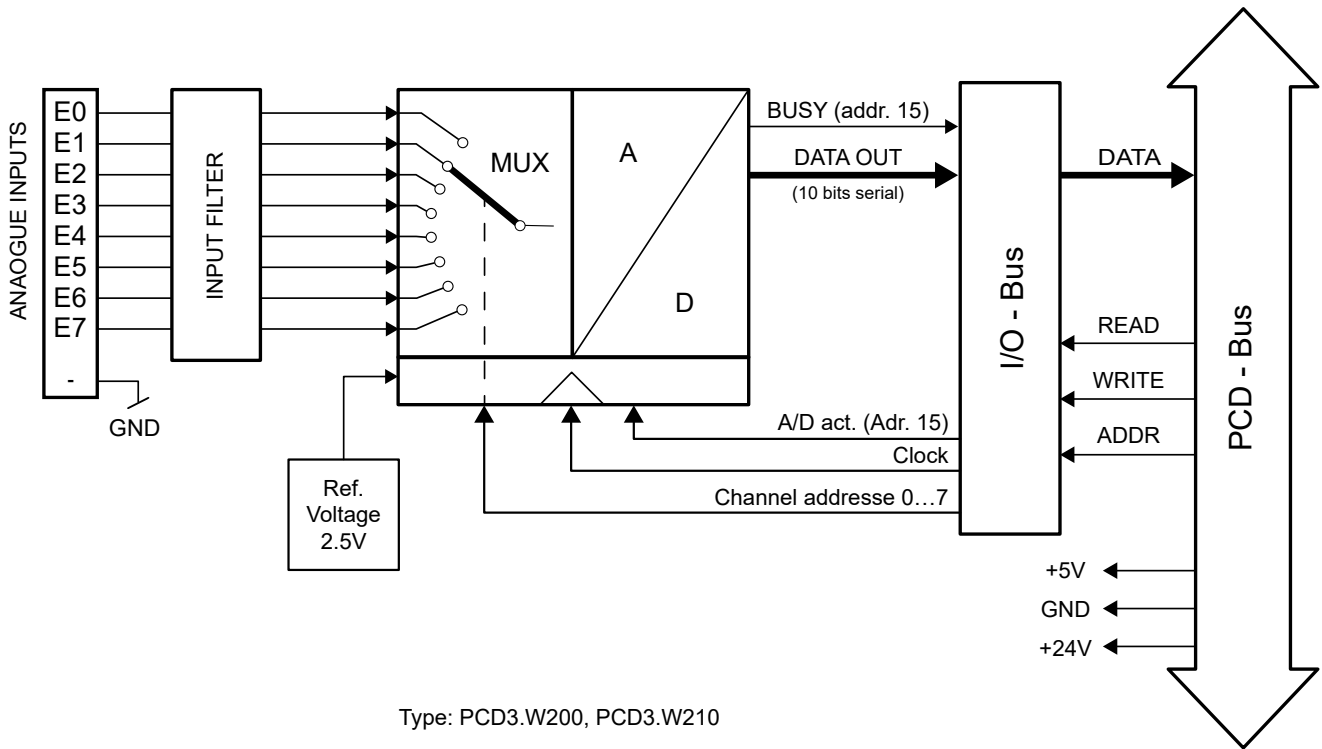 ANAOGUE INPUTS
E0
E1
E2
E3
E4
E5
E6
E7
-
GND
INPUT FILTER
MUX
A
D
Ref.
Voltage
2.5V
BUSY (addr. 15)
DATA OUT
(10 bits serial)
A/D act. (Adr. 15)
Clock
Channel addresse 0…7
I/O - Bus
DATA
READ
WRITE
ADDR
+5V
GND
+24V
PCD - Bus
Type: PCD3.W200, PCD3.W210